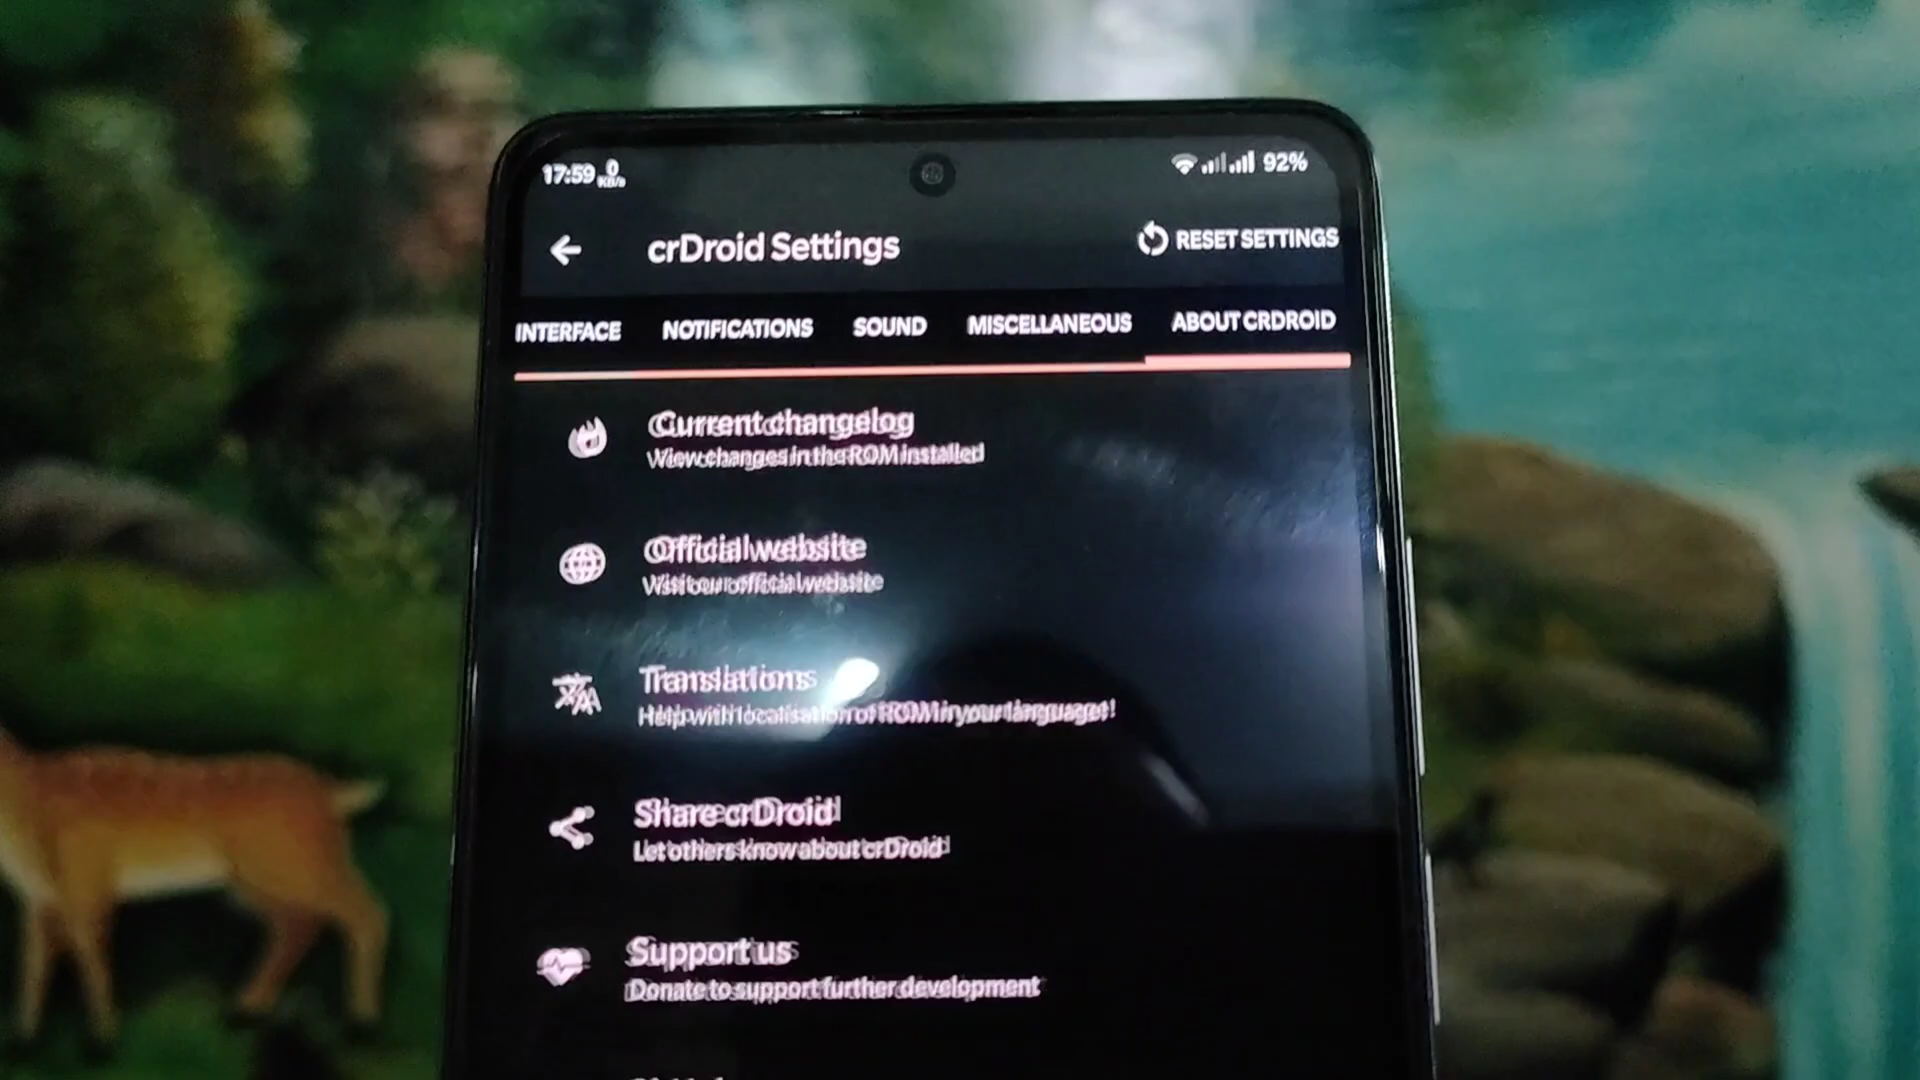 17:59 0 KB/s 92%
crDroid Settings RESET SETTINGS
INTERFACE NOTIFICATIONS SOUND MISCELLANEOUS ABOUT CRDROID
Current changelog
View changes in the ROM installed
Official website
Visit our official website
Translations
Help with localisation of ROM in your language!
Share crDroid
Let others know about crDroid
Support us
Donate to support further development